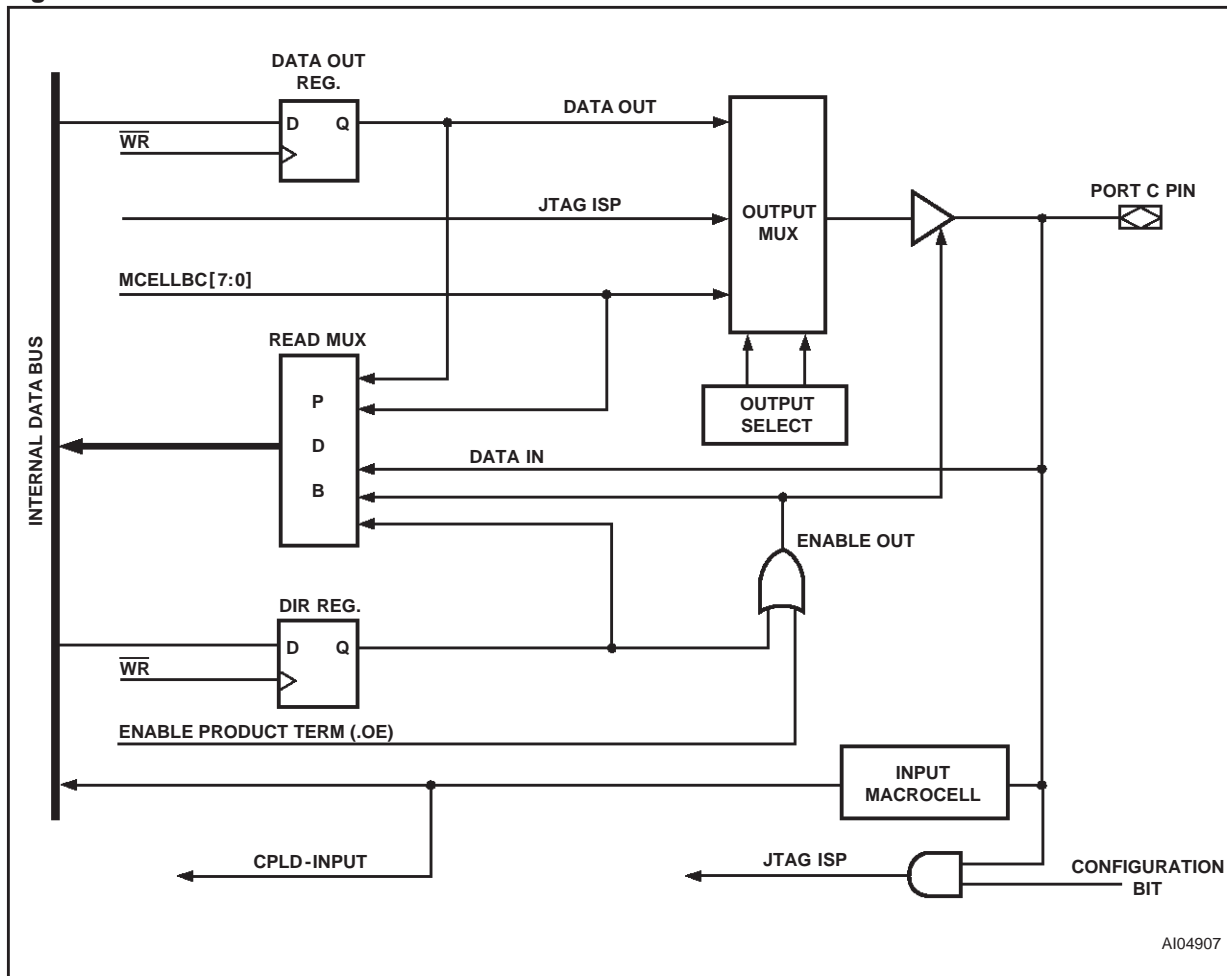 DATA OUT
REG.
D Q
WR
DATA OUT
JTAG ISP
OUTPUT
MUX
PORT C PIN
MCELLBC[7:0]
READ MUX
P
D
B
OUTPUT
SELECT
DATA IN
INTERNAL DATA BUS
ENABLE OUT
DIR REG.
D Q
WR
ENABLE PRODUCT TERM (.OE)
INPUT
MACROCELL
CPLD-INPUT
JTAG ISP
CONFIGURATION
BIT
AI04907